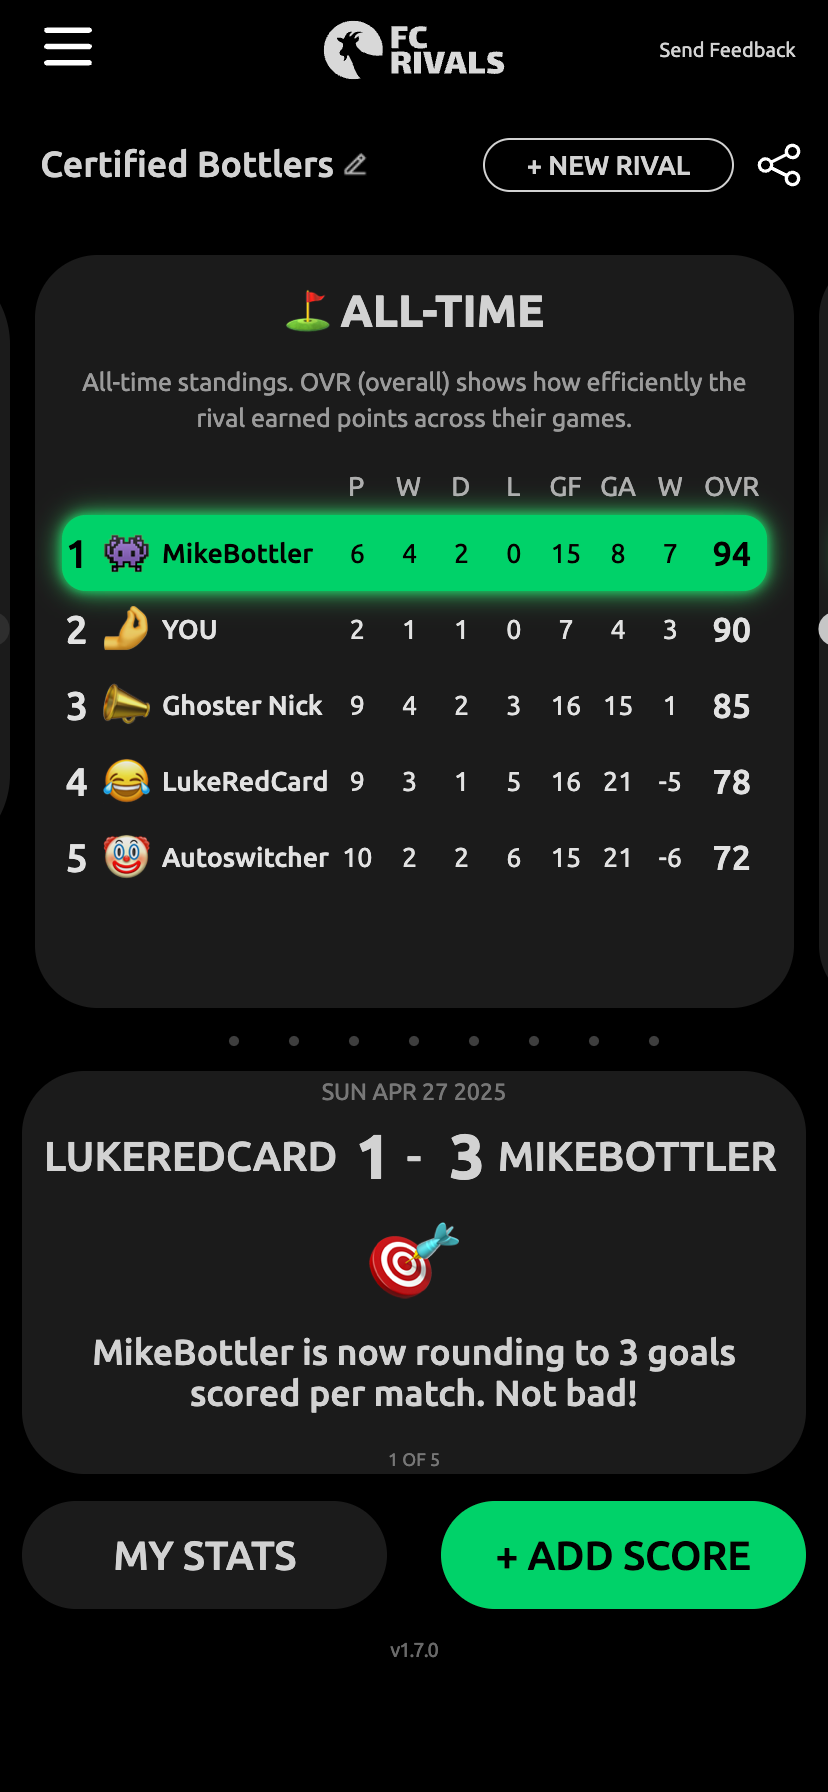 FC
RIVALS
Send Feedback
Certified Bottlers
+ NEW RIVAL
ALL-TIME
All-time standings. OVR (overall) shows how efficiently the
rival earned points across their games.
P W D L GF GA W OVR
1 MikeBottler 6 4 2 0 15 8 7 94
2 YOU 2 1 1 0 7 4 3 90
3 Ghoster Nick 9 4 2 3 16 15 1 85
4 LukeRedCard 9 3 1 5 16 21 -5 78
5 Autoswitcher 10 2 2 6 15 21 -6 72
SUN APR 27 2025
LUKEREDCARD 1 - 3 MIKEBOTTLER
MikeBottler is now rounding to 3 goals
scored per match. Not bad!
1 OF 5
MY STATS
+ ADD SCORE
v1.7.0